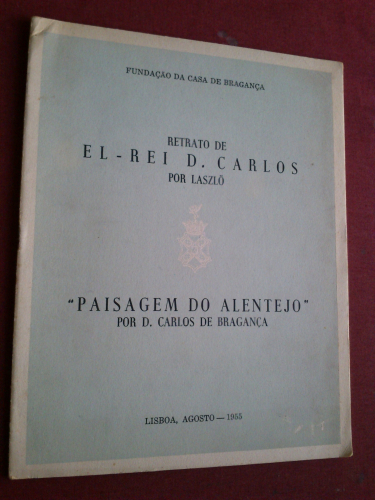 FUNDAÇÃO DA CASA DE BRAGANÇA
RETRATO DE
EL-REI D. CARLOS
POR LASZLÓ
"PAISAGEM DO ALENTEJO"
POR D. CARLOS DE BRAGANÇA
LISBOA, AGOSTO — 1955